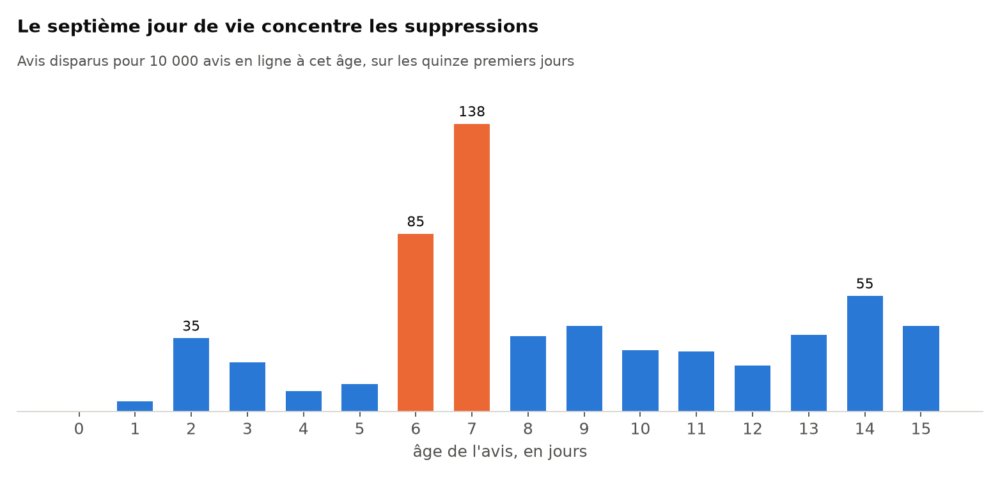 Le septième jour de vie concentre les suppressions
Avis disparus pour 10 000 avis en ligne à cet âge, sur les quinze premiers jours
138
85
55
35
0 1 2 3 4 5 6 7 8 9 10 11 12 13 14 15
âge de l'avis, en jours